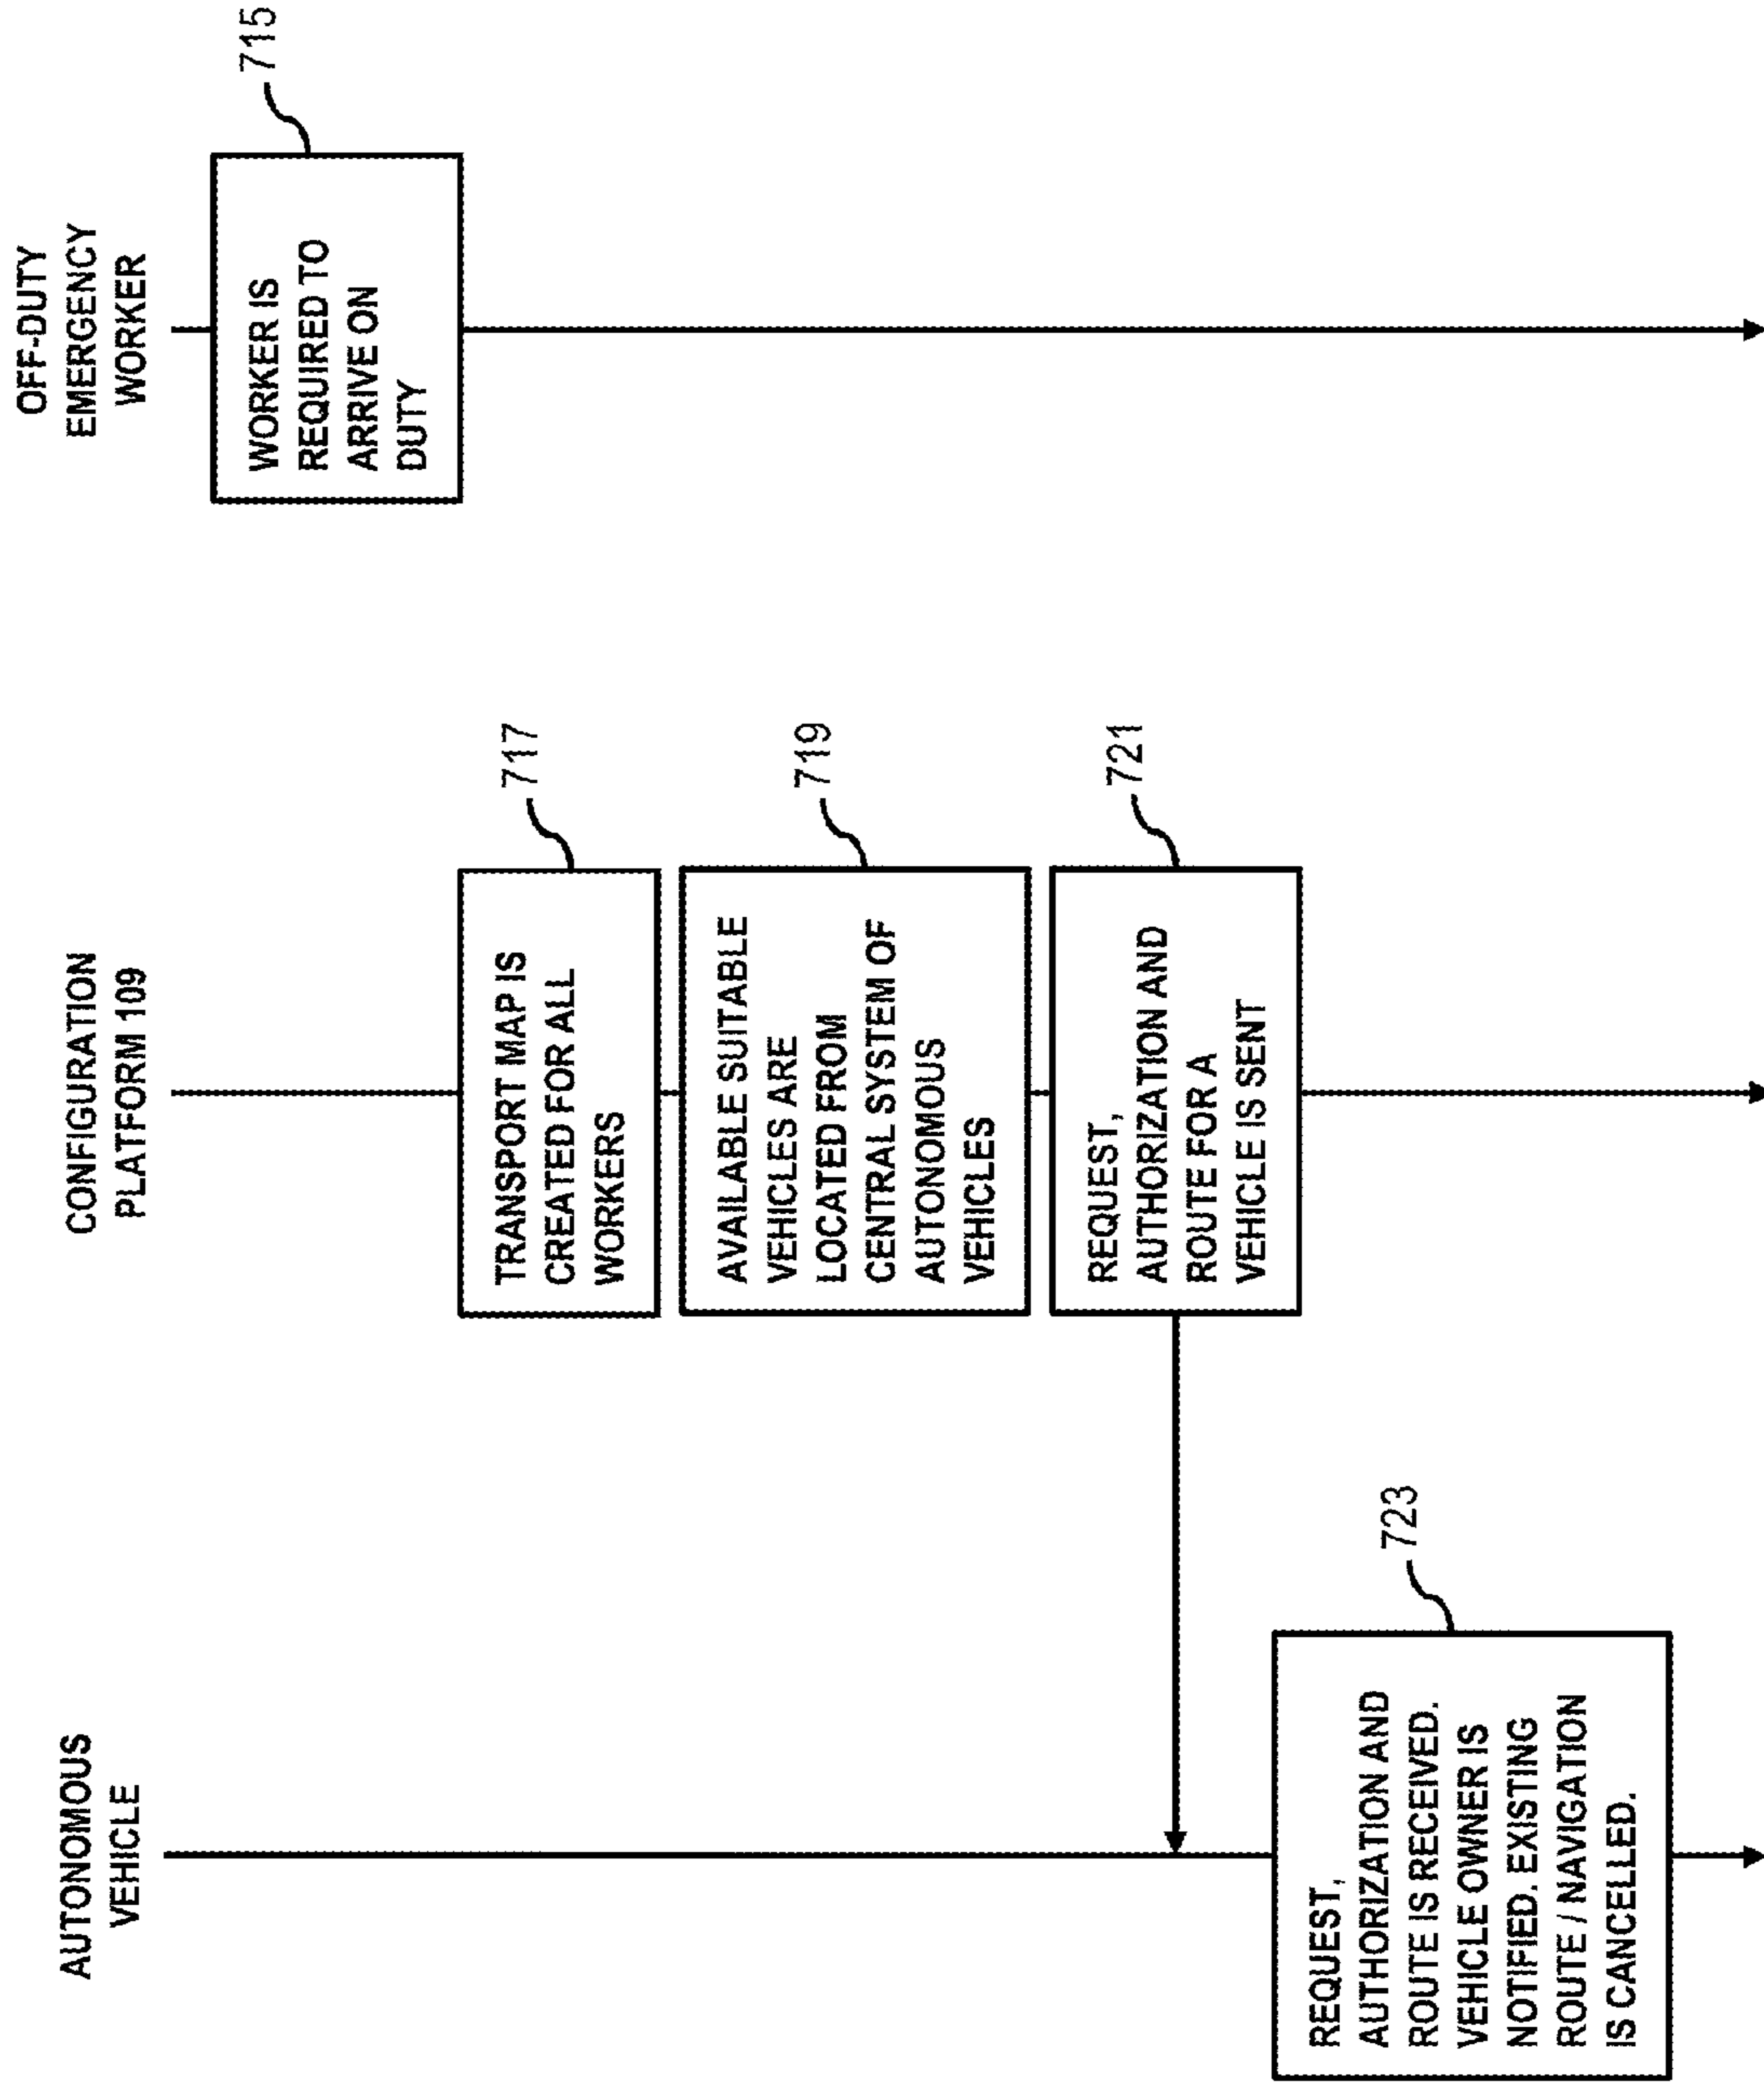 AUTONOMOUS
VEHICLE
CONFIGURATION
PLATFORM 109
OFF-DUTY
EMERGENCY
WORKER
WORKER IS
REQUIRED TO
ARRIVE ON
DUTY
715
TRANSPORT MAP IS
CREATED FOR ALL
WORKERS
717
AVAILABLE SUITABLE
VEHICLES ARE
LOCATED FROM
CENTRAL SYSTEM OF
AUTONOMOUS
VEHICLES
719
REQUEST,
AUTHORIZATION AND
ROUTE FOR A
VEHICLE IS SENT
721
REQUEST,
AUTHORIZATION AND
ROUTE IS RECEIVED.
VEHICLE OWNER IS
NOTIFIED. EXISTING
ROUTE / NAVIGATION
IS CANCELLED.
723